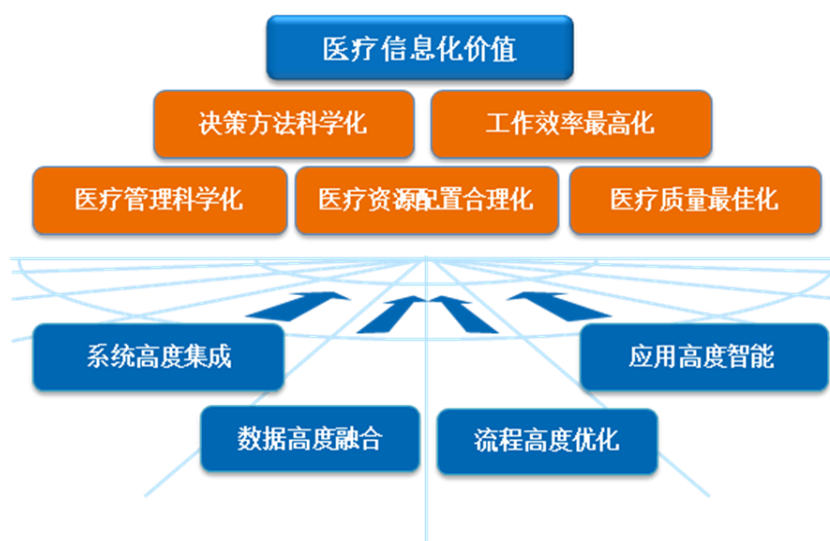 医疗信息化价值
决策方法科学化
工作效率最高化
医疗管理科学化
医疗资源配置合理化
医疗质量最佳化
系统高度集成
应用高度智能
数据高度融合
流程高度优化